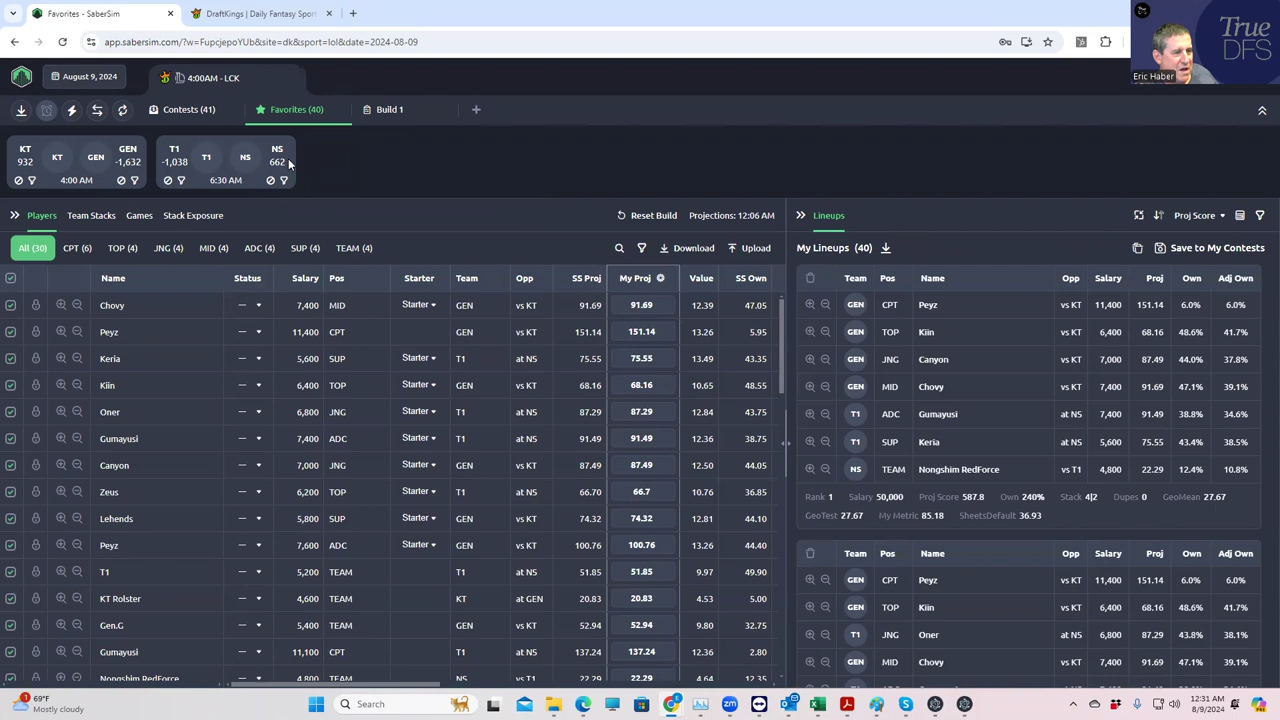 Favorites - SaberSim
DraftKings | Daily Fantasy Sport
app.sabersim.com/?w=FupcjepoYUb&site=dk&sport=lol&date=2024-08-09
True
DFS
Eric Haber
August 9, 2024
4:00AM - LCK
Contests (41)
Favorites (40)
Build 1
KT GEN
932 KT GEN -1,632
4:00 AM
T1 NS
-1,038 T1 NS 662
6:30 AM
Players Team Stacks Games Stack Exposure
Reset Build
Projections: 12:06 AM
All (30) CPT (6) TOP (4) JNG (4) MID (4) ADC (4) SUP (4) TEAM (4)
Download Upload
Name Status Salary Pos Starter Team Opp SS Proj My Proj Value SS Own
Chovy — 7,400 MID Starter GEN vs KT 91.69 91.69 12.39 47.05
Peyz — 11,400 CPT GEN vs KT 151.14 151.14 13.26 5.95
Keria — 5,600 SUP Starter T1 at NS 75.55 75.55 13.49 43.35
Kiin — 6,400 TOP Starter GEN vs KT 68.16 68.16 10.65 48.55
Oner — 6,800 JNG Starter T1 at NS 87.29 87.29 12.84 43.75
Gumayusi — 7,400 ADC Starter T1 at NS 91.49 91.49 12.36 38.75
Canyon — 7,000 JNG Starter GEN vs KT 87.49 87.49 12.50 44.05
Zeus — 6,200 TOP Starter T1 at NS 66.70 66.7 10.76 36.85
Lehends — 5,800 SUP Starter GEN vs KT 74.32 74.32 12.81 44.10
Peyz — 7,600 ADC Starter GEN vs KT 100.76 100.76 13.26 44.40
T1 — 5,200 TEAM T1 at NS 51.85 51.85 9.97 49.90
KT Rolster — 4,600 TEAM KT at GEN 20.83 20.83 4.53 5.00
Gen.G — 5,400 TEAM GEN vs KT 52.94 52.94 9.80 32.75
Gumayusi — 11,100 CPT T1 at NS 137.24 137.24 12.36 2.80
Nongshim RedForce — 4,800 TEAM NS vs T1 22.29 22.29 4.64 12.35
Lineups
Proj Score
My Lineups (40)
Save to My Contests
Team Pos Name Opp Salary Proj Own Adj Own
GEN CPT Peyz vs KT 11,400 151.14 6.0% 6.0%
GEN TOP Kiin vs KT 6,400 68.16 48.6% 41.7%
GEN JNG Canyon vs KT 7,000 87.49 44.0% 37.8%
GEN MID Chovy vs KT 7,400 91.69 47.1% 39.1%
T1 ADC Gumayusi at NS 7,400 91.49 38.8% 34.6%
T1 SUP Keria at NS 5,600 75.55 43.4% 38.5%
NS TEAM Nongshim RedForce vs T1 4,800 22.29 12.4% 10.8%
Rank 1 Salary 50,000 Proj Score 587.8 Own 240% Stack 4|2 Dupes 0 GeoMean 27.67
GeoTest 27.67 My Metric 85.18 SheetsDefault 36.93
Team Pos Name Opp Salary Proj Own Adj Own
GEN CPT Peyz vs KT 11,400 151.14 6.0% 6.0%
GEN TOP Kiin vs KT 6,400 68.16 48.6% 41.7%
T1 JNG Oner at NS 6,800 87.29 43.8% 38.1%
GEN MID Chovy vs KT 7,400 91.69 47.1% 39.1%
69°F
Mostly cloudy
Search
12:31 AM
8/9/2024